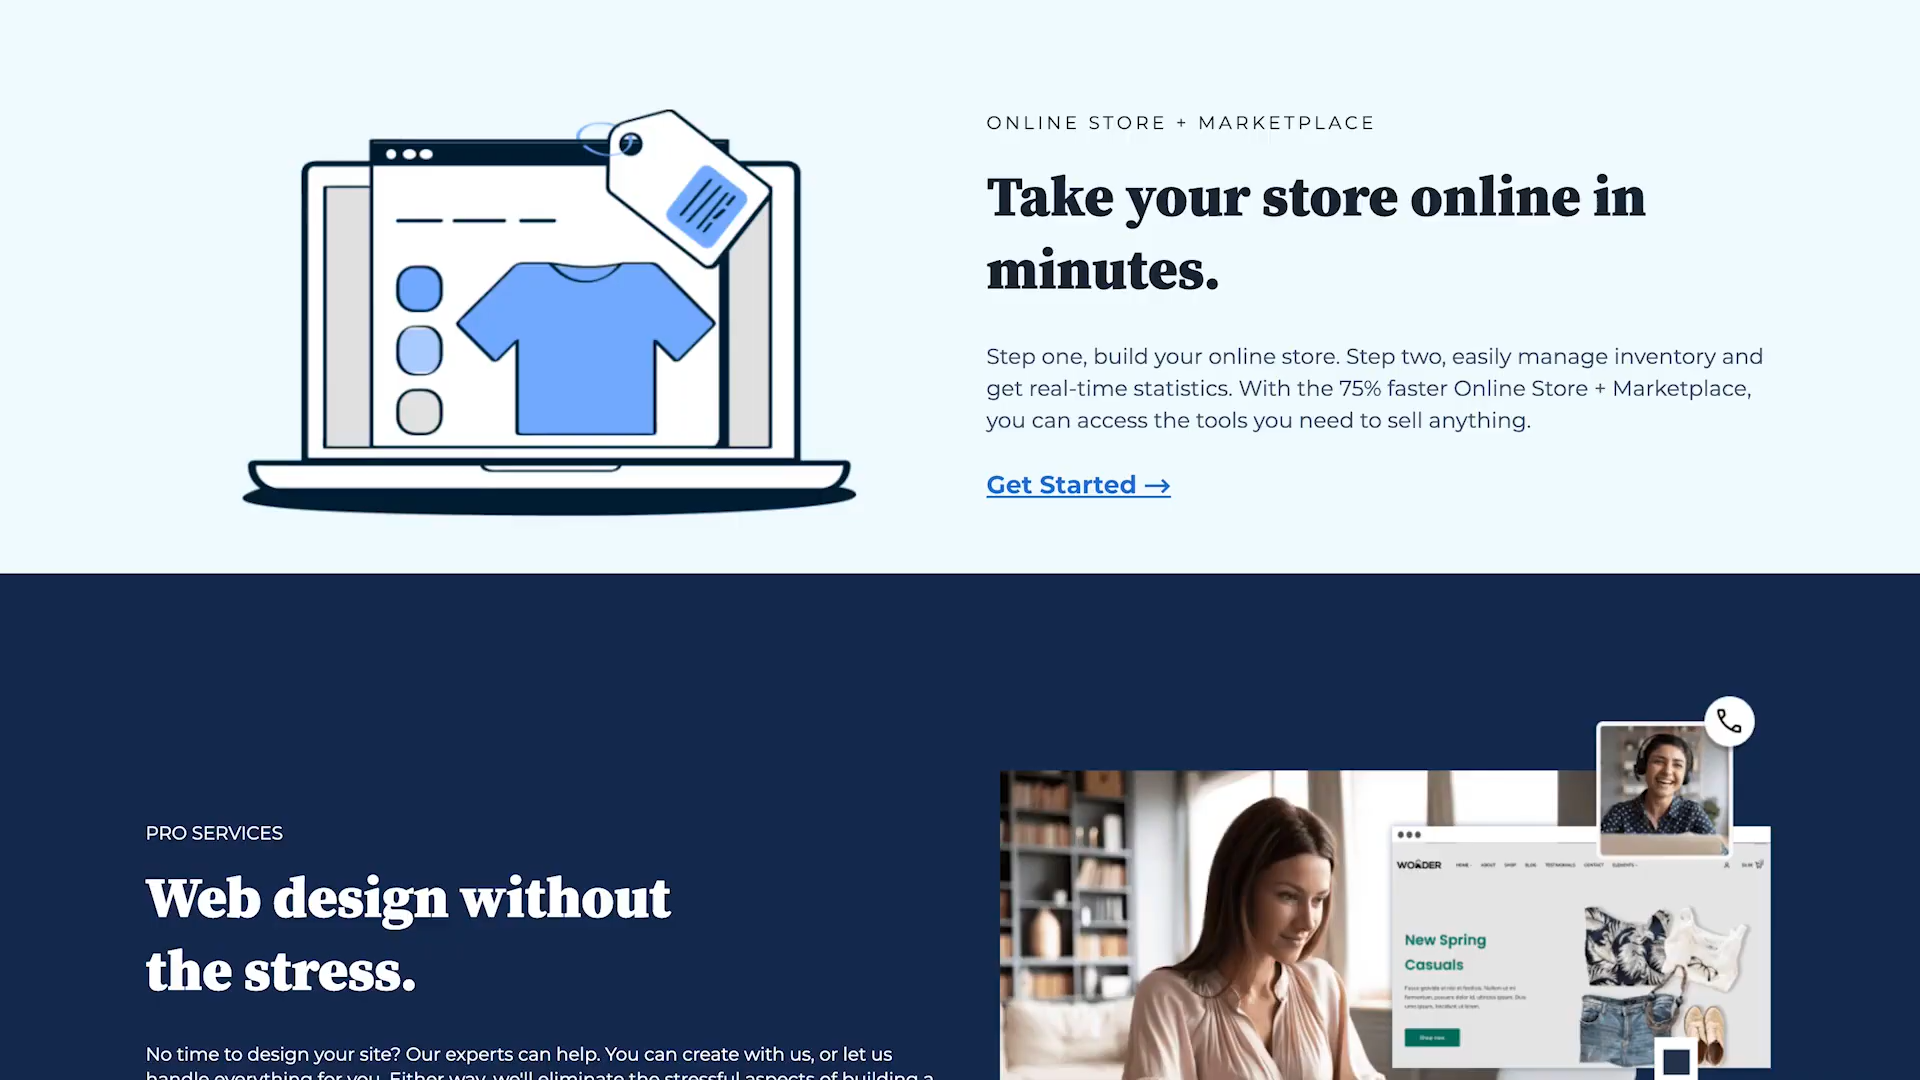 ONLINE STORE + MARKETPLACE
Take your store online in
minutes.
Step one, build your online store. Step two, easily manage inventory and
get real-time statistics. With the 75% faster Online Store + Marketplace,
you can access the tools you need to sell anything.
Get Started →
PRO SERVICES
Web design without
the stress.
No time to design your site? Our experts can help. You can create with us, or let us
handle everything for you. Either way, we'll eliminate the stressful aspects of building a
WONDER
HOME ABOUT SHOP BLOG TESTIMONIALS CONTACT ELEMENTS
New Spring
Casuals
Shop now